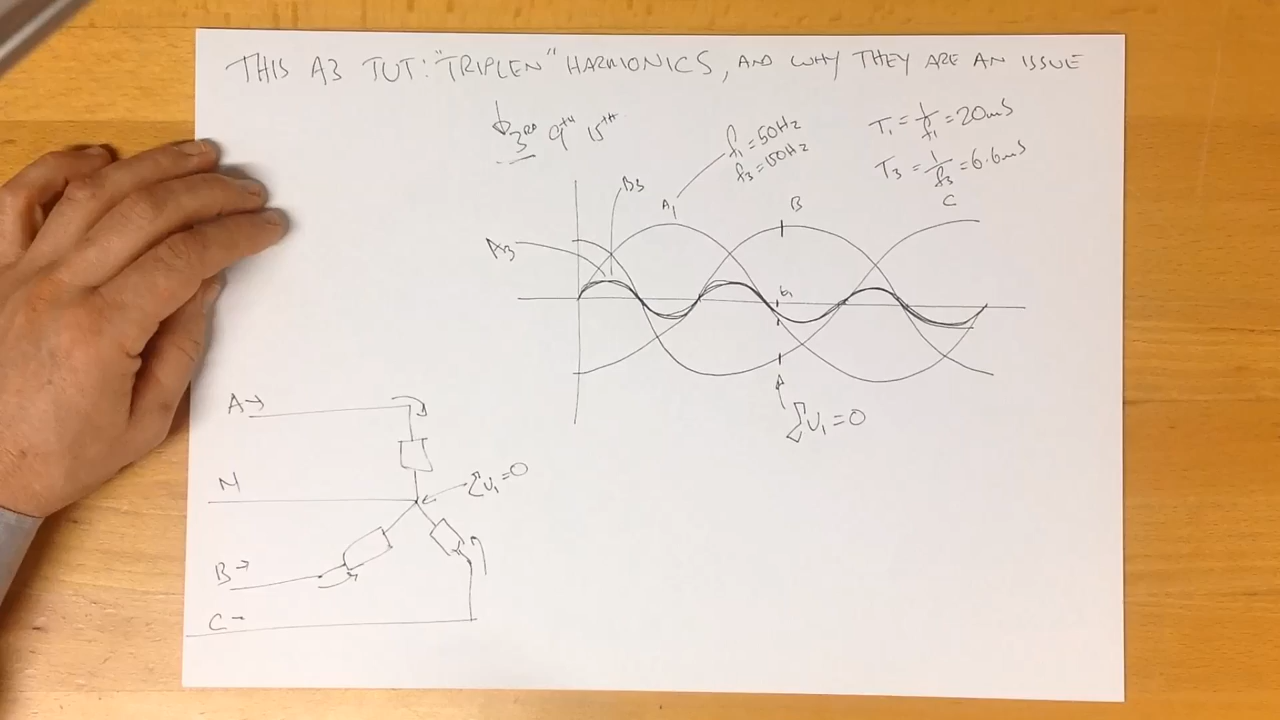 THIS A3 TUT: "TRIPLEN" HARMONICS, AND WHY THEY ARE AN ISSUE
3RD 9TH 15TH
f1 = 50Hz
f3 = 150Hz
T1 = 1/f1 = 20mS
T3 = 1/f3 = 6.6mS
B3
A1
B
C
A3
A
ΣV1 = 0
A→
N
ΣV1 = 0
B→
C→